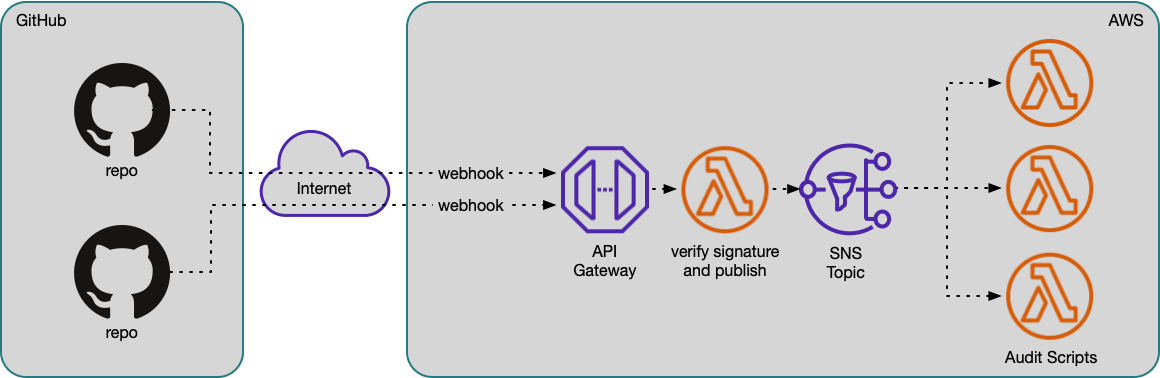 GitHub
AWS
repo
repo
Internet
webhook
webhook
API
Gateway
verify signature
and publish
SNS
Topic
Audit Scripts